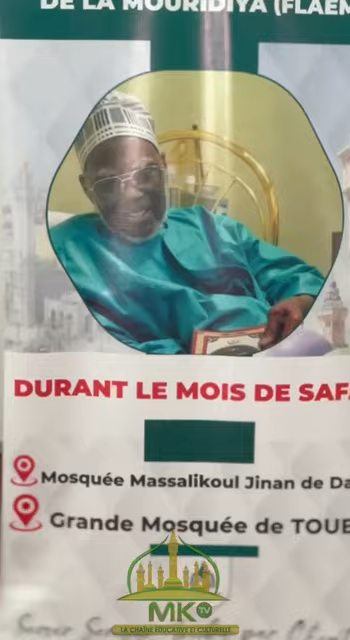 DE LA MOURIDIYA (FLAEM
DURANT LE MOIS DE SAFA
Mosquée Massalikoul Jinan de Da
Grande Mosquée de TOUB
MK TV
LA CHAÎNE ÉDUCATIVE ET CULTURELLE